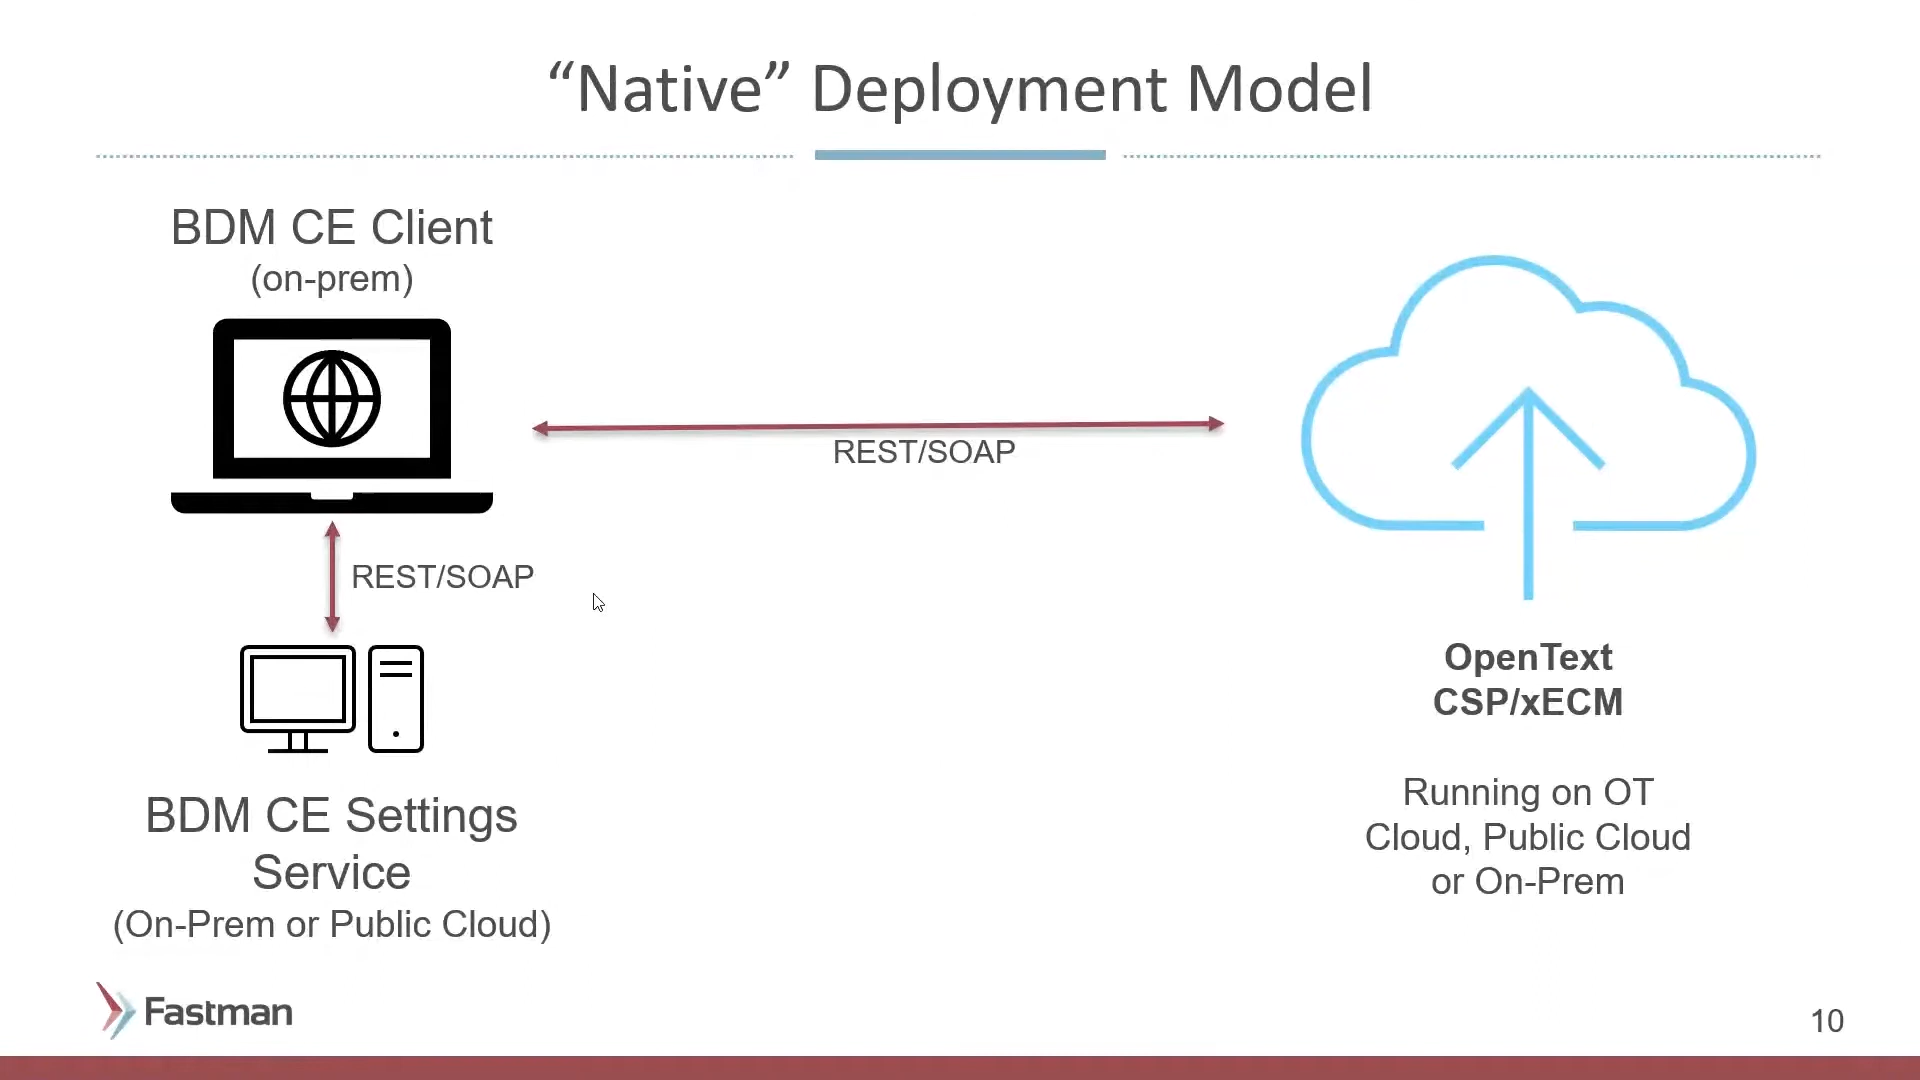 “Native” Deployment Model
BDM CE Client
(on-prem)
REST/SOAP
REST/SOAP
BDM CE Settings
Service
(On-Prem or Public Cloud)
OpenText
CSP/xECM
Running on OT
Cloud, Public Cloud
or On-Prem
Fastman
10